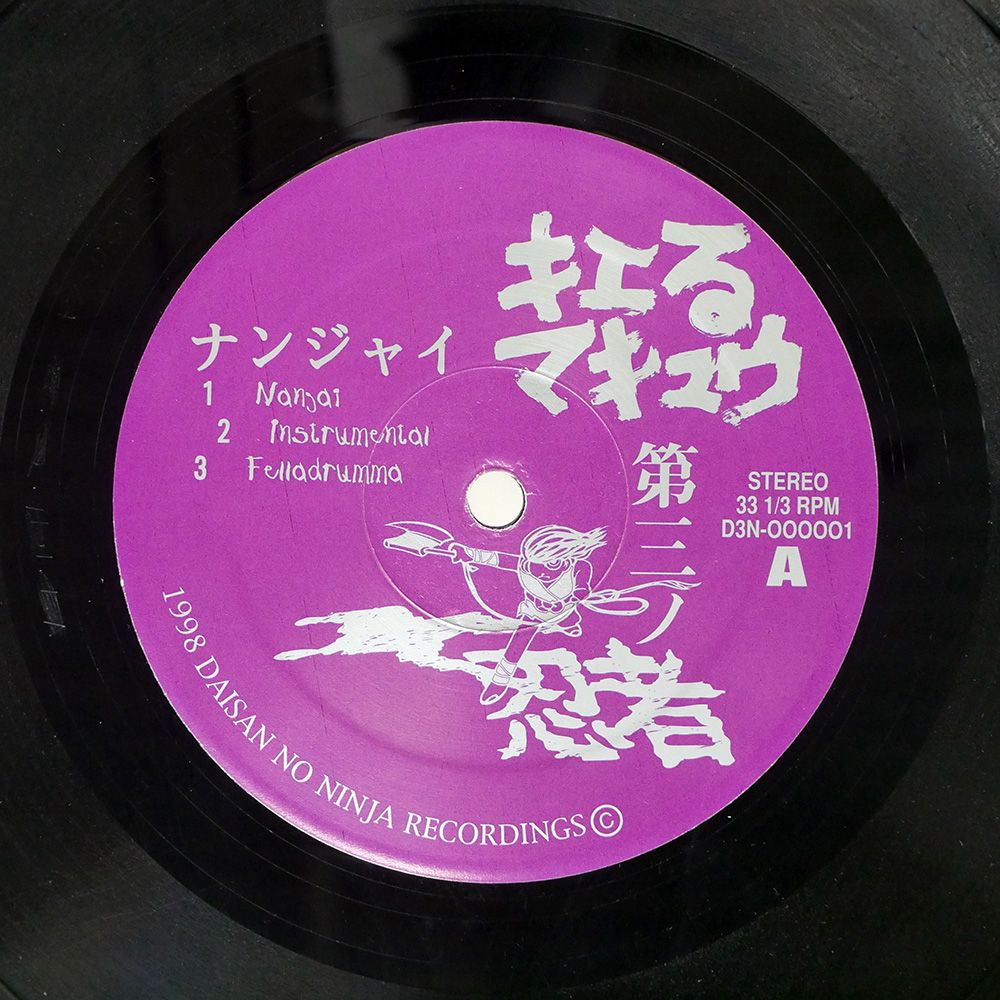 キエる
マキュウ
ナンジャイ
1 Nanjai
2 Instrumental
3 Felladrumma
第三ノ忍者
STEREO
33 1/3 RPM
D3N-000001
A
1998 DAISAN NO NINJA RECORDINGS ©